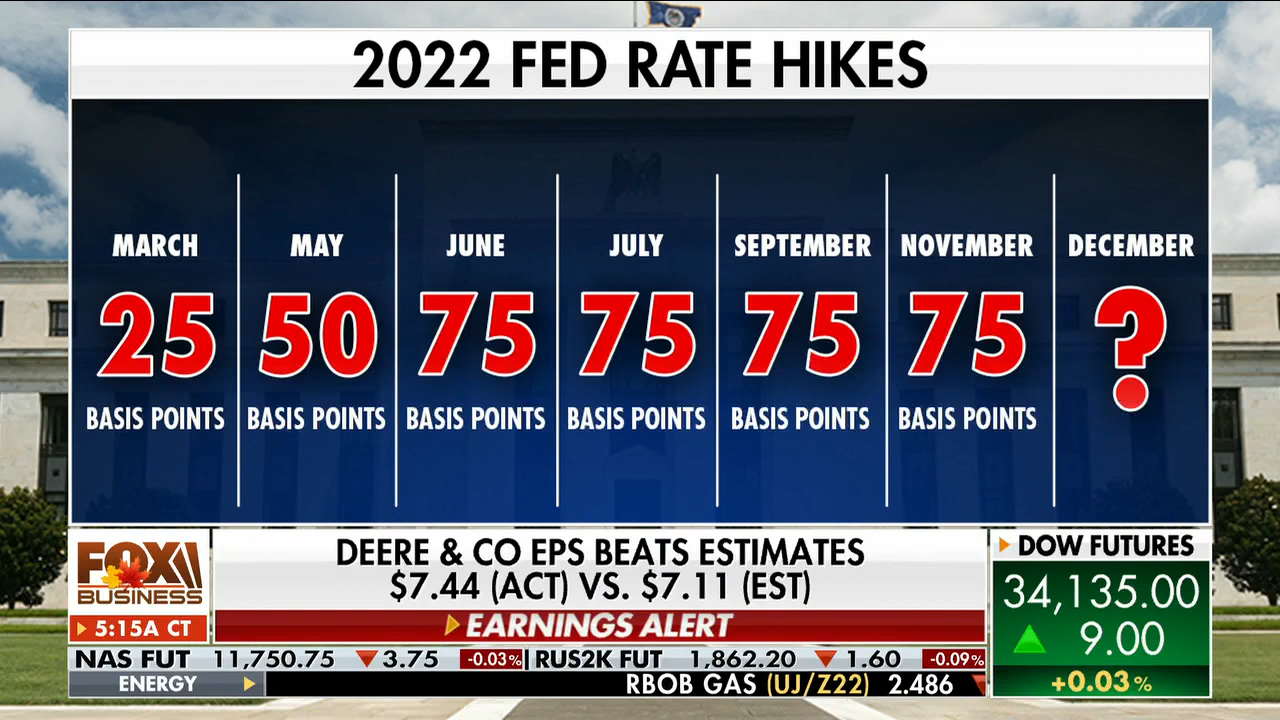 2022 FED RATE HIKES
MARCH
25
BASIS POINTS
MAY
50
BASIS POINTS
JUNE
75
BASIS POINTS
JULY
75
BASIS POINTS
SEPTEMBER
75
BASIS POINTS
NOVEMBER
75
BASIS POINTS
DECEMBER
?
FOX
BUSINESS
5:15A CT
DEERE & CO EPS BEATS ESTIMATES
$7.44 (ACT) VS. $7.11 (EST)
EARNINGS ALERT
DOW FUTURES
34,135.00
9.00
+0.03%
NAS FUT 11,750.75 3.75 -0.03% RUS2K FUT 1,862.20 1.60 -0.09%
ENERGY RBOB GAS (UJ/Z22) 2.486